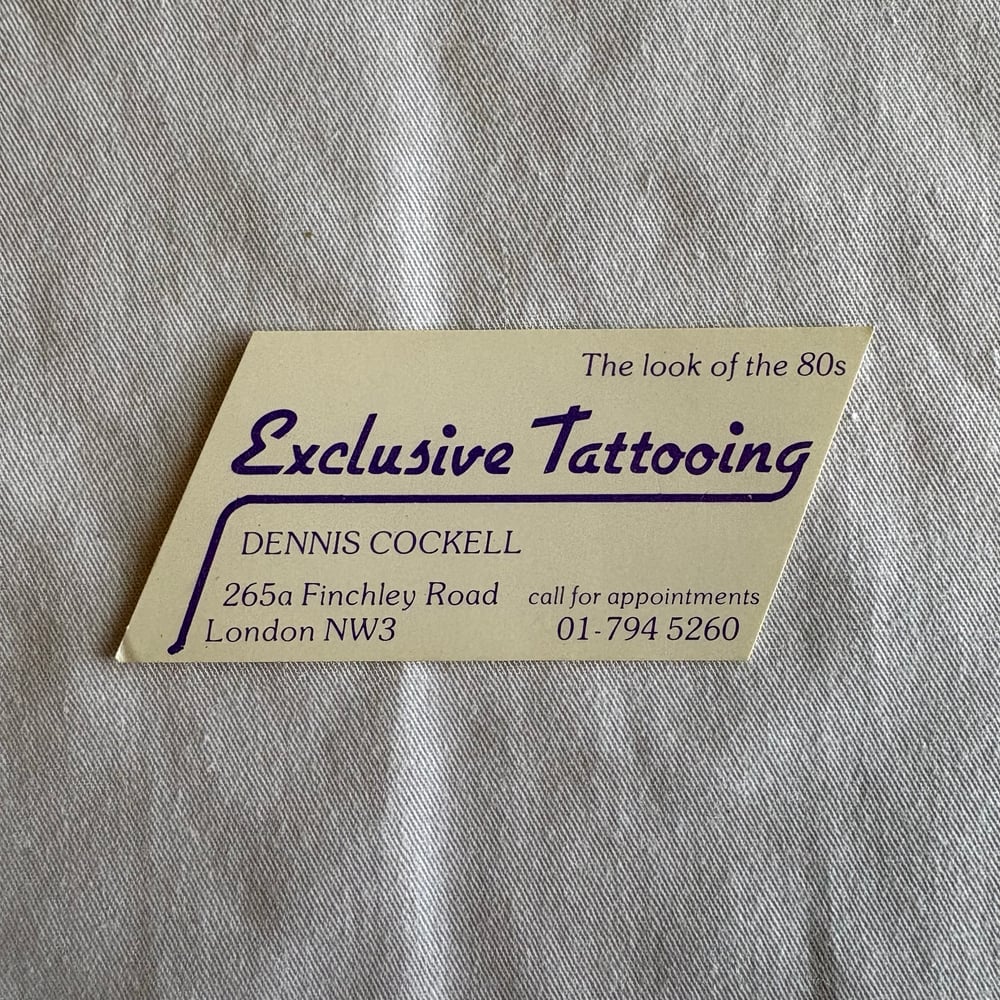 The look of the 80s
Exclusive Tattooing
DENNIS COCKELL
265a Finchley Road
London NW3
call for appointments
01-794 5260